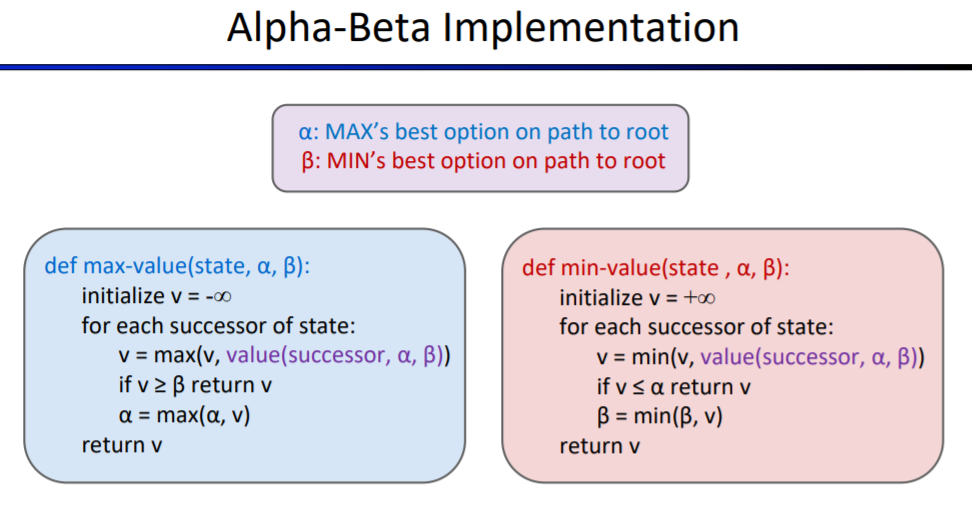 Alpha-Beta Implementation
α: MAX’s best option on path to root
β: MIN’s best option on path to root
def max-value(state, α, β):
initialize v = -∞
for each successor of state:
v = max(v, value(successor, α, β))
if v ≥ β return v
α = max(α, v)
return v
def min-value(state , α, β):
initialize v = +∞
for each successor of state:
v = min(v, value(successor, α, β))
if v ≤ α return v
β = min(β, v)
return v